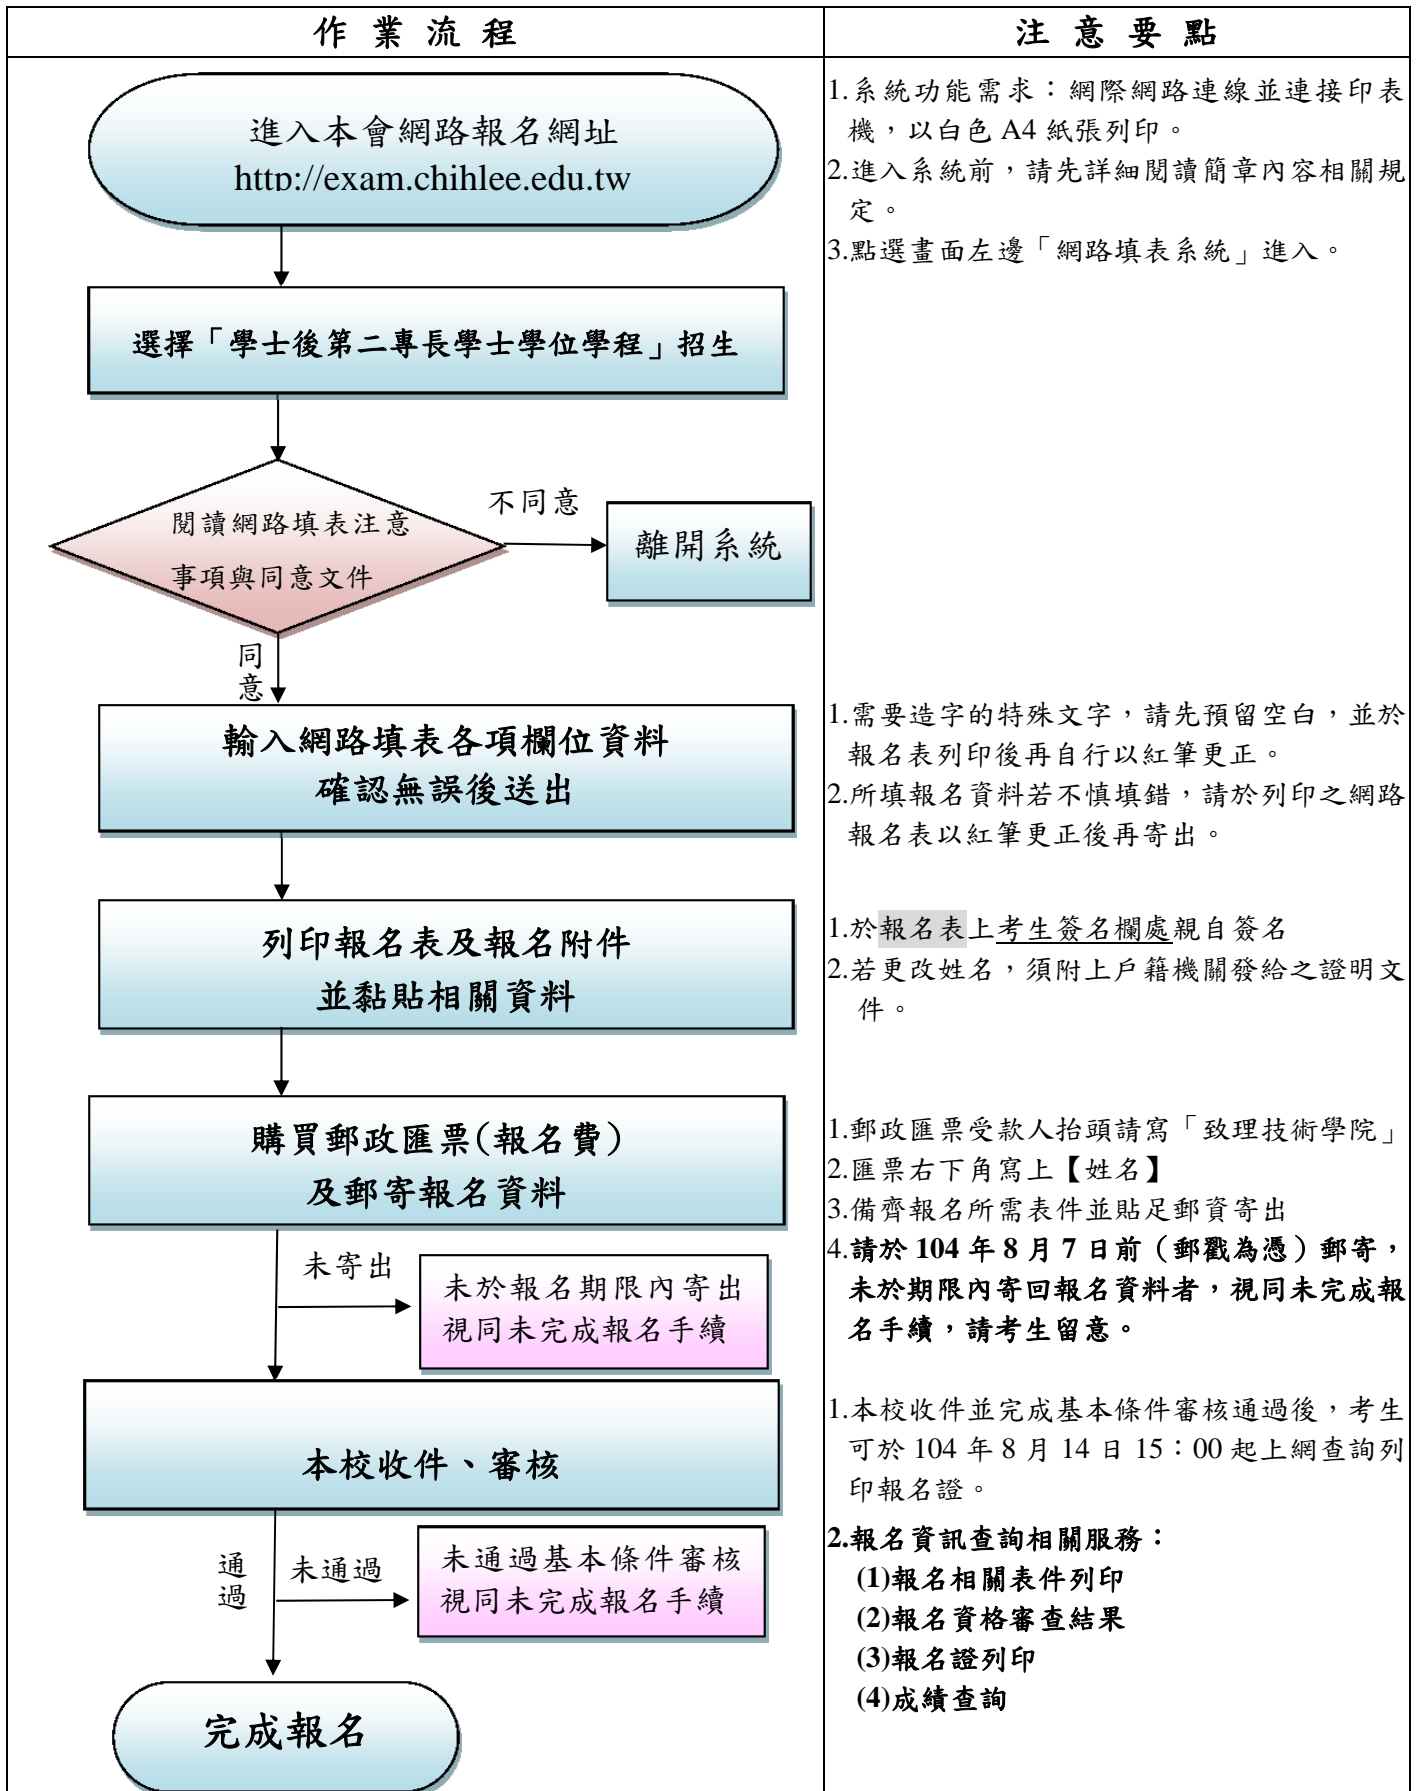 作業流程
注意要點
進入本會網路報名網址
http://exam.chihlee.edu.tw
1.系統功能需求：網際網路連線並連接印表
機，以白色 A4 紙張列印。
2.進入系統前，請先詳細閱讀簡章內容相關規
定。
3.點選畫面左邊「網路填表系統」進入。
選擇「學士後第二專長學士學位學程」招生
閱讀網路填表注意
事項與同意文件
不同意
離開系統
同意
輸入網路填表各項欄位資料
確認無誤後送出
1.需要造字的特殊文字，請先預留空白，並於
報名表列印後再自行以紅筆更正。
2.所填報名資料若不慎填錯，請於列印之網路
報名表以紅筆更正後再寄出。
列印報名表及報名附件
並黏貼相關資料
1.於報名表上考生簽名欄處親自簽名
2.若更改姓名，須附上戶籍機關發給之證明文
件。
購買郵政匯票(報名費)
及郵寄報名資料
1.郵政匯票受款人抬頭請寫「致理技術學院」
2.匯票右下角寫上【姓名】
3.備齊報名所需表件並貼足郵資寄出
4.請於 104 年 8 月 7 日前（郵戳為憑）郵寄，
未於期限內寄回報名資料者，視同未完成報
名手續，請考生留意。
未寄出
未於報名期限內寄出
視同未完成報名手續
本校收件、審核
1.本校收件並完成基本條件審核通過後，考生
可於 104 年 8 月 14 日 15：00 起上網查詢列
印報名證。
通過
未通過
未通過基本條件審核
視同未完成報名手續
2.報名資訊查詢相關服務：
(1)報名相關表件列印
(2)報名資格審查結果
(3)報名證列印
(4)成績查詢
完成報名